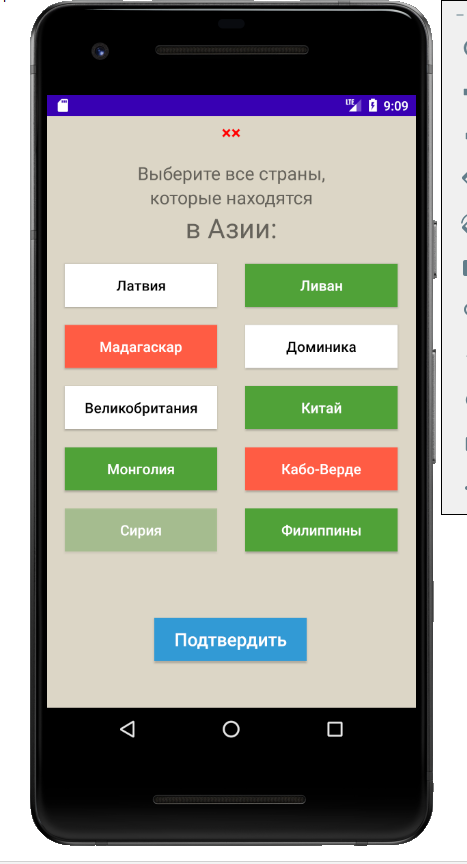 LTE 9:09
××
Выберите все страны,
которые находятся
в Азии:
Латвия
Ливан
Мадагаскар
Доминика
Великобритания
Китай
Монголия
Кабо-Верде
Сирия
Филиппины
Подтвердить